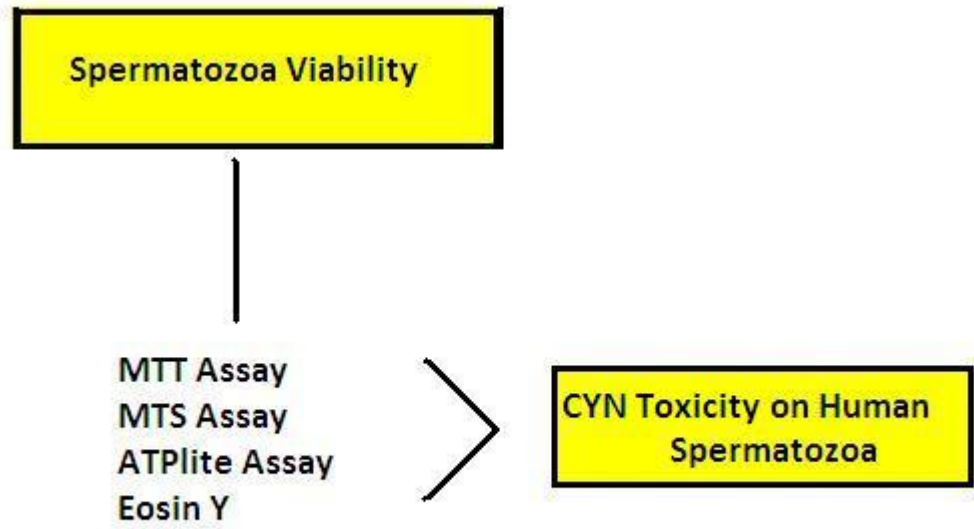 Spermatozoa Viability
MTT Assay
MTS Assay
ATPlite Assay
Eosin Y
CYN Toxicity on Human
Spermatozoa